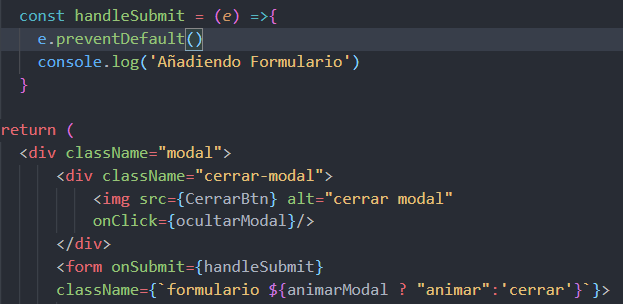 const handleSubmit = (e) =>{
e.preventDefault()
console.log('Añadiendo Formulario')
}
return (
<div className="modal">
<div className="cerrar-modal">
<img src={CerrarBtn} alt="cerrar modal"
onClick={ocultarModal}/>
</div>
<form onSubmit={handleSubmit}
className={`formulario ${animarModal ? "animar":'cerrar'}`}>